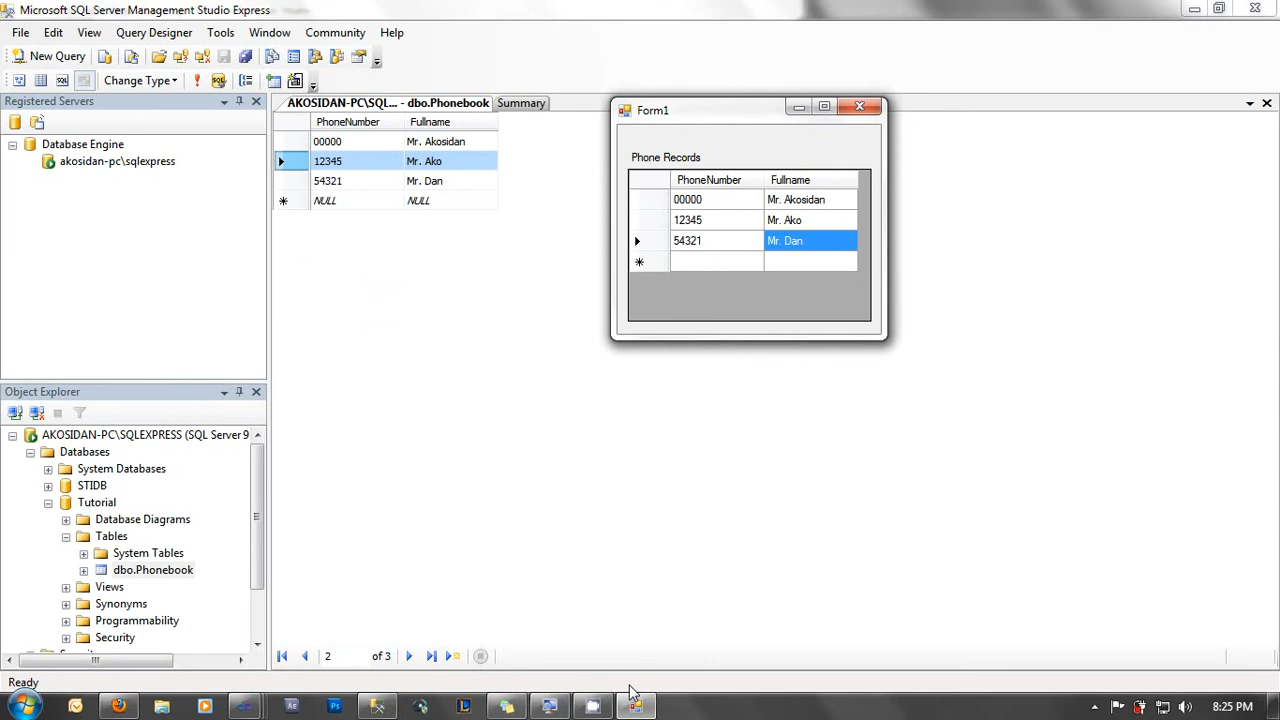 Microsoft SQL Server Management Studio Express
File Edit View Query Designer Tools Window Community Help
New Query
Change Type
Registered Servers
Database Engine
akosidan-pc\sqlexpress
AKOSIDAN-PC\SQL... - dbo.Phonebook Summary
PhoneNumber Fullname
00000 Mr. Akosidan
12345 Mr. Ako
54321 Mr. Dan
NULL NULL
Form1
Phone Records
PhoneNumber Fullname
00000 Mr. Akosidan
12345 Mr. Ako
54321 Mr. Dan
Object Explorer
AKOSIDAN-PC\SQLEXPRESS (SQL Server 9
Databases
System Databases
STIDB
Tutorial
Database Diagrams
Tables
System Tables
dbo.Phonebook
Views
Synonyms
Programmability
Security
2 of 3
Ready
8:25 PM